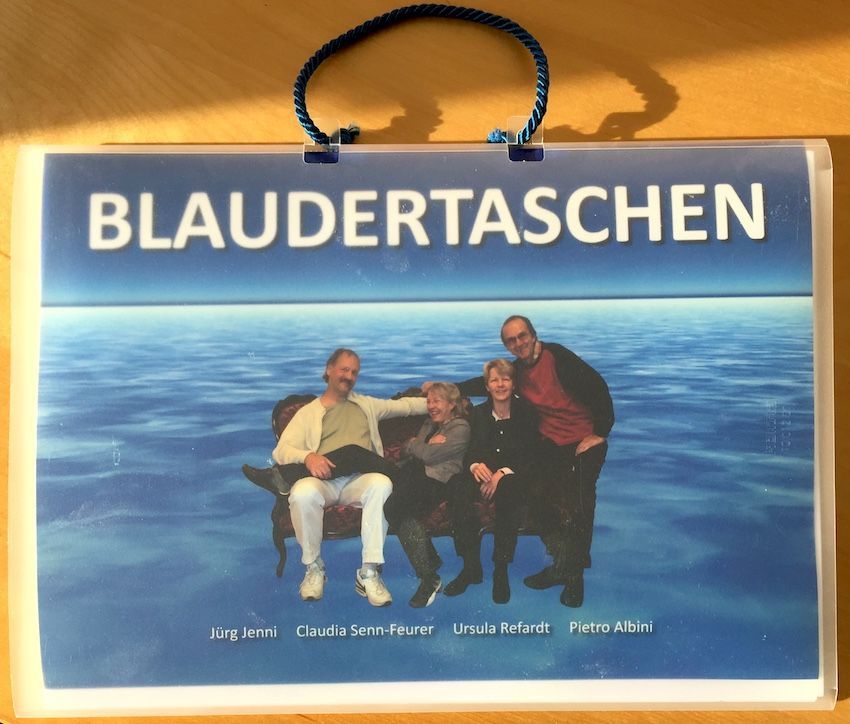 BLAUDERTASCHEN
Jürg Jenni Claudia Senn-Feurer Ursula Refardt Pietro Albini